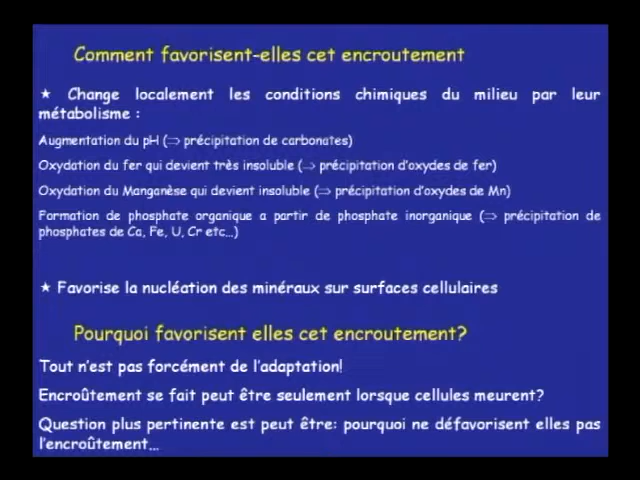 Comment favorisent-elles cet encroutement
★ Change localement les conditions chimiques du milieu par leur
métabolisme :
Augmentation du pH (⇒ précipitation de carbonates)
Oxydation du fer qui devient très insoluble (⇒ précipitation d'oxydes de fer)
Oxydation du Manganèse qui devient insoluble (⇒ précipitation d'oxydes de Mn)
Formation de phosphate organique a partir de phosphate inorganique (⇒ précipitation de
phosphates de Ca, Fe, U, Cr etc…)
★ Favorise la nucléation des minéraux sur surfaces cellulaires
Pourquoi favorisent elles cet encroutement?
Tout n'est pas forcément de l'adaptation!
Encroûtement se fait peut être seulement lorsque cellules meurent?
Question plus pertinente est peut être: pourquoi ne défavorisent elles pas
l'encroûtement…